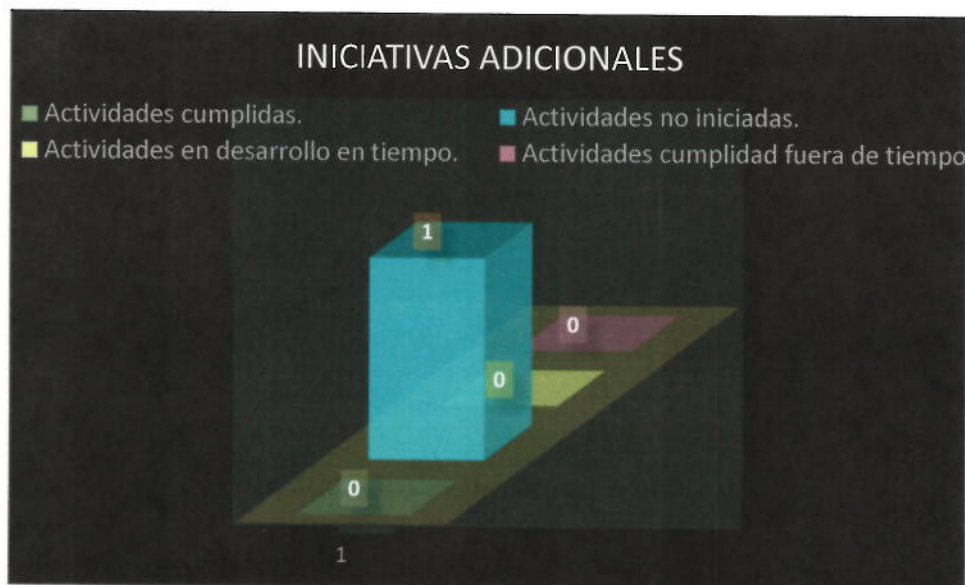 INICIATIVAS ADICIONALES
Actividades cumplidas.
Actividades no iniciadas.
Actividades en desarrollo en tiempo.
Actividades cumplidad fuera de tiempo
1
0
0
0
1